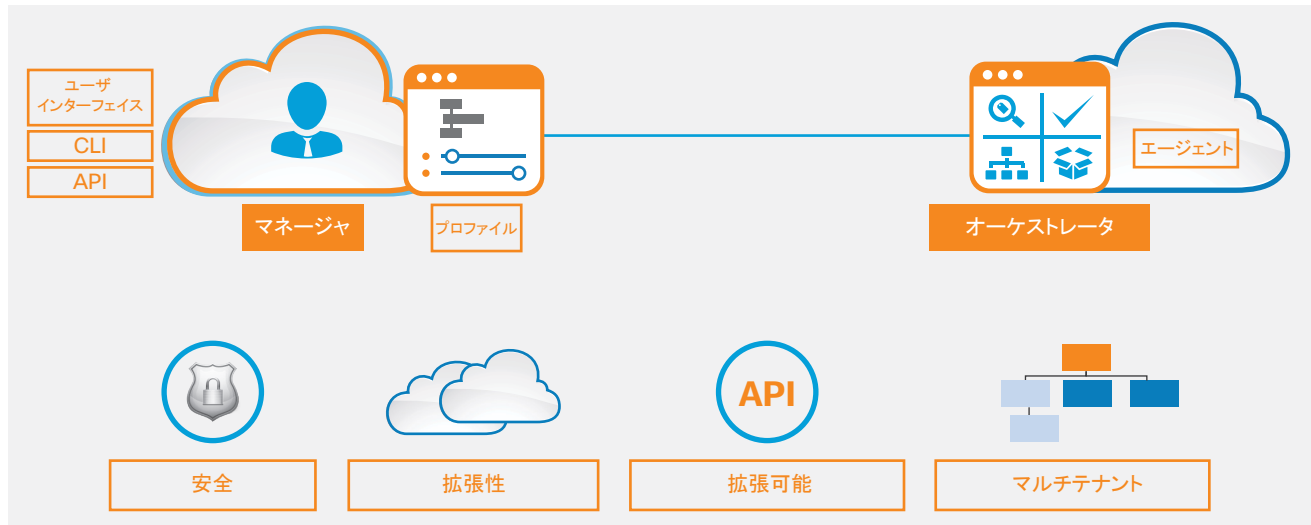 ユーザ
インターフェイス
CLI
API
マネージャ
プロファイル
オーケストレータ
エージェント
API
安全
拡張性
拡張可能
マルチテナント